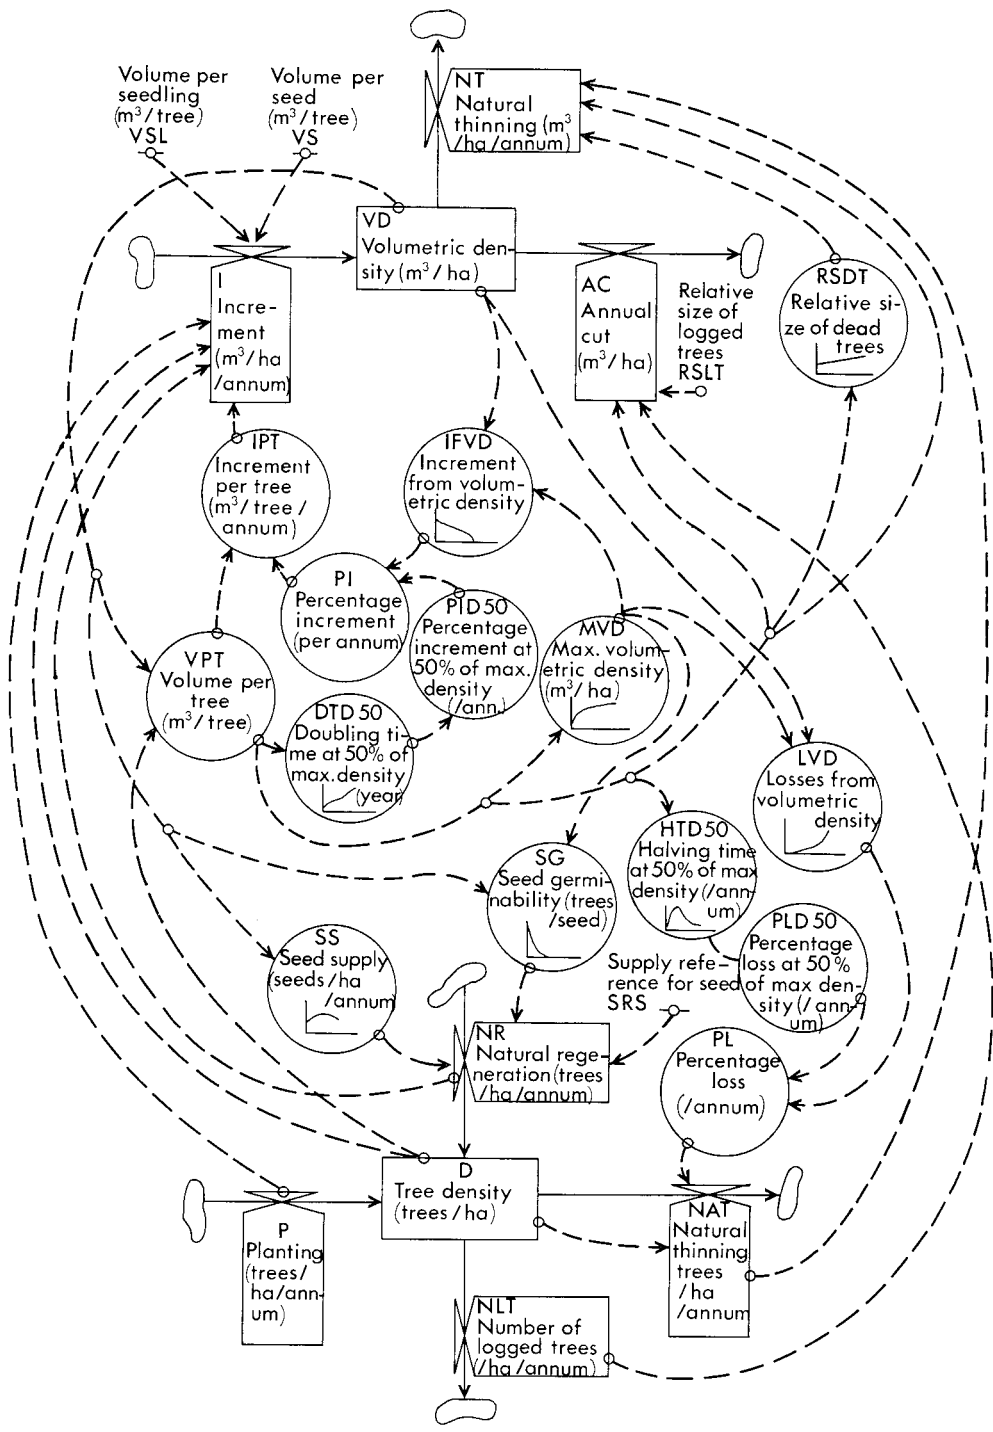 NT
Natural
thinning (m³
/ha/annum)
Volume per
seedling
(m³/tree)
VSL
Volume per
seed
(m³/tree)
VS
VD
Volumetric den-
sity (m³/ha)
I
Incre-
ment
(m³/ha
/annum)
AC
Annual
cut
(m³/ha)
Relative
size of
logged
trees
RSLT
RSDT
Relative si-
ze of dead
trees
IPT
Increment
per tree
(m³/tree/
annum)
IFVD
Increment
from volum-
etric density
PI
Percentage
increment
(per annum)
PID50
Percentage
increment at
50% of max.
density
(/ann.)
MVD
Max. volum-
etric density
(m³/ha)
VPT
Volume per
tree
(m³/tree)
DTD 50
Doubling ti-
me at 50% of
max.density
(year)
LVD
Losses from
volumetric
density
HTD50
Halving time
at 50% of max
density (/ann-
um)
SG
Seed germi-
nability (trees
/seed)
SS
Seed supply
(seeds/ha
/annum)
PLD 50
Percentage
loss at 50%
of max den-
sity (/ann-
um)
Supply refe-
rence for seed
SRS
NR
Natural rege-
neration (trees
/ha/annum)
PL
Percentage
loss
(/annum)
D
Tree density
(trees/ha)
P
Planting
(trees/
ha/ann-
um)
NAT
Natural
thinning
trees
/ha
/annum
NLT
Number of
logged trees
(/ha/annum)